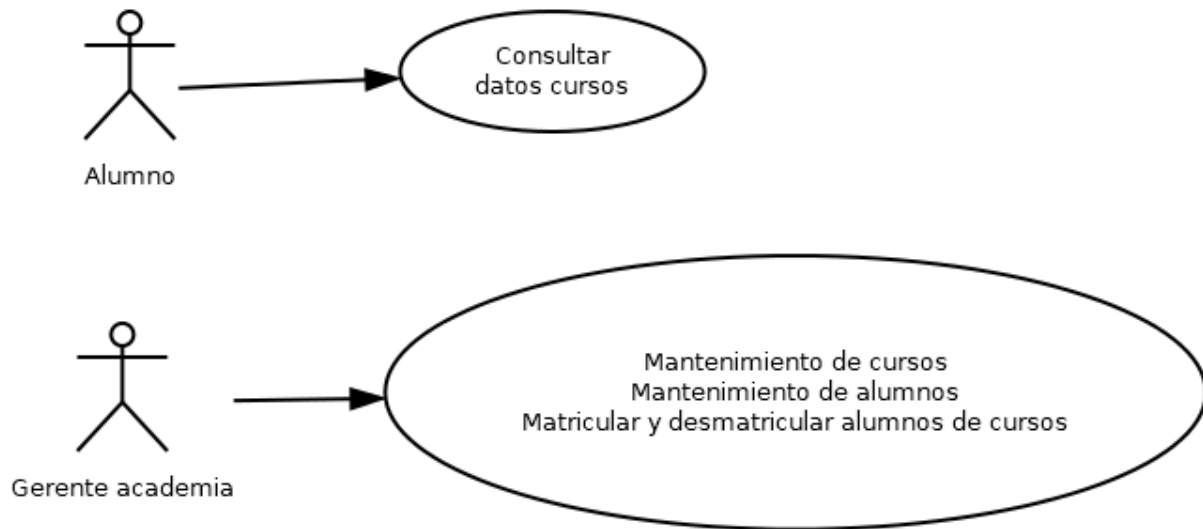 Consultar
datos cursos
Alumno
Mantenimiento de cursos
Mantenimiento de alumnos
Matricular y desmatricular alumnos de cursos
Gerente academia